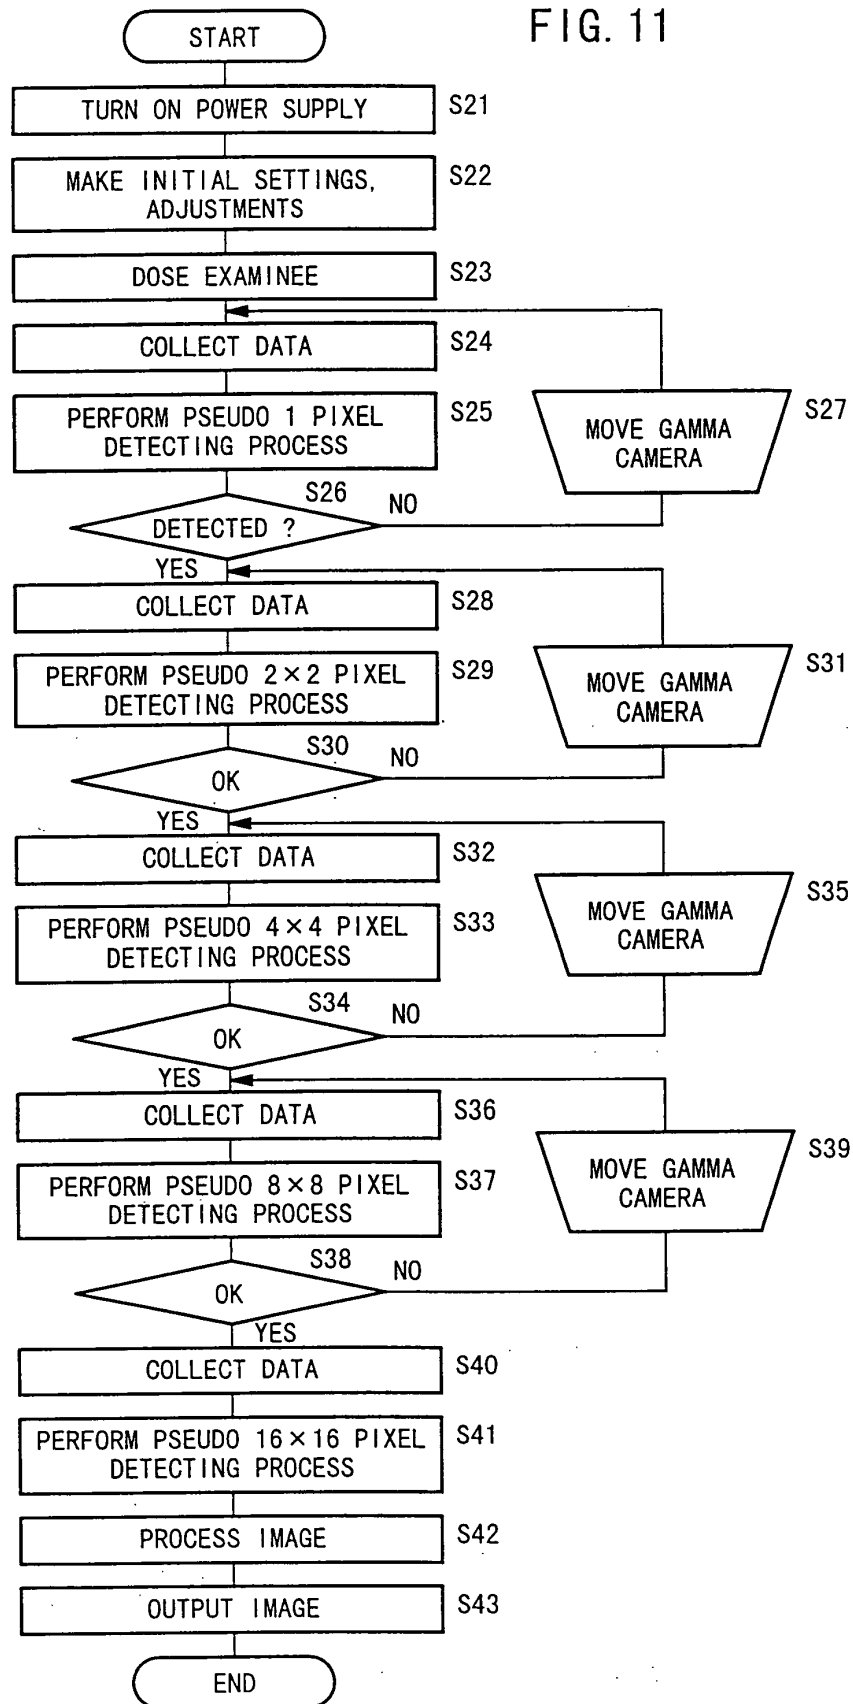 FIG. 11
START
TURN ON POWER SUPPLY
S21
MAKE INITIAL SETTINGS,
ADJUSTMENTS
S22
DOSE EXAMINEE
S23
COLLECT DATA
S24
PERFORM PSEUDO 1 PIXEL
DETECTING PROCESS
S25
MOVE GAMMA
CAMERA
S27
S26
DETECTED ?
NO
YES
COLLECT DATA
S28
PERFORM PSEUDO 2×2 PIXEL
DETECTING PROCESS
S29
MOVE GAMMA
CAMERA
S31
S30
OK
NO
YES
COLLECT DATA
S32
PERFORM PSEUDO 4×4 PIXEL
DETECTING PROCESS
S33
MOVE GAMMA
CAMERA
S35
S34
OK
NO
YES
COLLECT DATA
S36
PERFORM PSEUDO 8×8 PIXEL
DETECTING PROCESS
S37
MOVE GAMMA
CAMERA
S39
S38
OK
NO
YES
COLLECT DATA
S40
PERFORM PSEUDO 16×16 PIXEL
DETECTING PROCESS
S41
PROCESS IMAGE
S42
OUTPUT IMAGE
S43
END